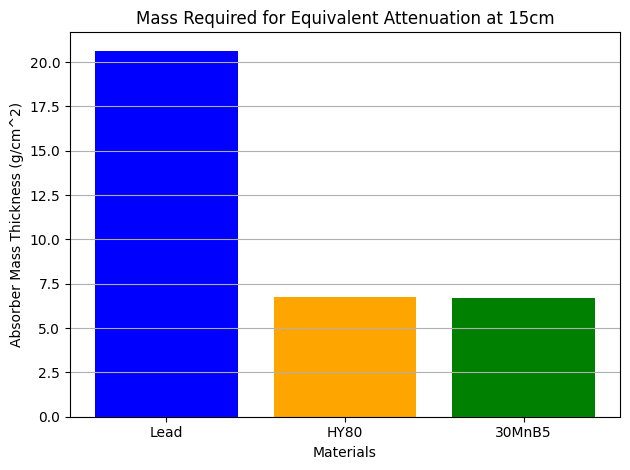 Mass Required for Equivalent Attenuation at 15cm
Absorber Mass Thickness (g/cm^2)
20.0
17.5
15.0
12.5
10.0
7.5
5.0
2.5
0.0
Lead
HY80
30MnB5
Materials